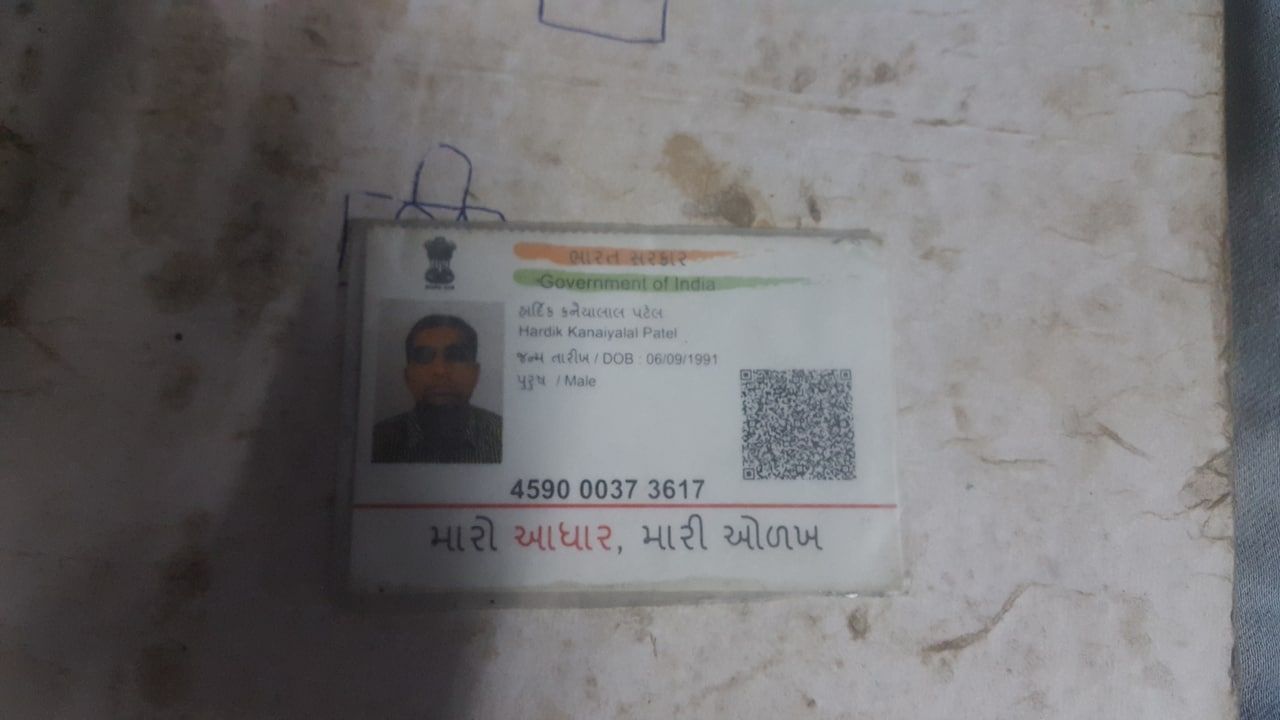 ભારત સરકાર
Government of India
હાર્દિક કનૈયાલાલ પટેલ
Hardik Kanaiyalal Patel
જન્મ તારીખ / DOB : 06/09/1991
પુરુષ / Male
4590 0037 3617
મારો આધાર, મારી ઓળખ